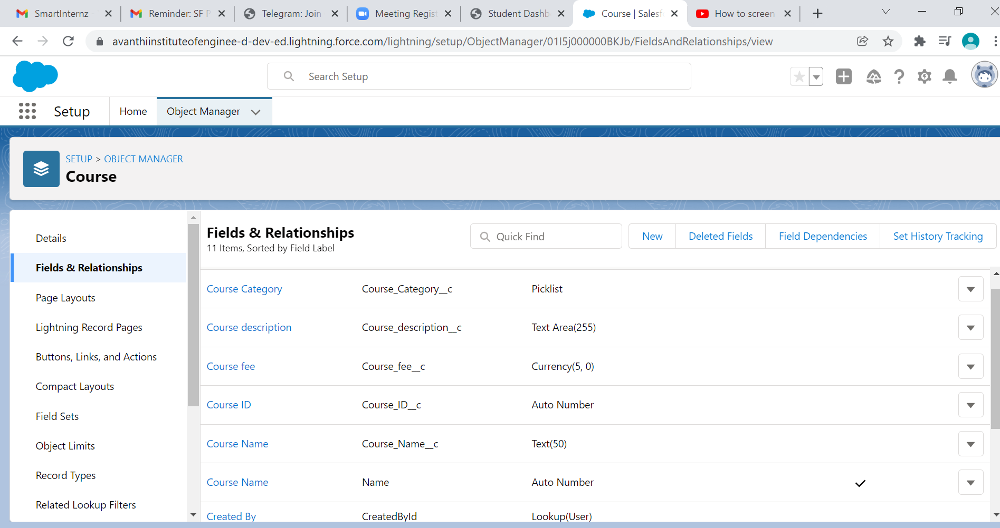 SmartInternz -
Reminder: SF P
Telegram: Join
Meeting Regist
Student Dashb
Course | Salesf
How to screen
avanthiinstituteofenginee-d-dev-ed.lightning.force.com/lightning/setup/ObjectManager/01I5j000000BKJb/FieldsAndRelationships/view
Search Setup
Setup
Home
Object Manager
SETUP > OBJECT MANAGER
Course
Details
Fields & Relationships
Page Layouts
Lightning Record Pages
Buttons, Links, and Actions
Compact Layouts
Field Sets
Object Limits
Record Types
Related Lookup Filters
Fields & Relationships
11 Items, Sorted by Field Label
Quick Find
New
Deleted Fields
Field Dependencies
Set History Tracking
Course Category Course_Category__c Picklist
Course description Course_description__c Text Area(255)
Course fee Course_fee__c Currency(5, 0)
Course ID Course_ID__c Auto Number
Course Name Course_Name__c Text(50)
Course Name Name Auto Number
Created By CreatedById Lookup(User)